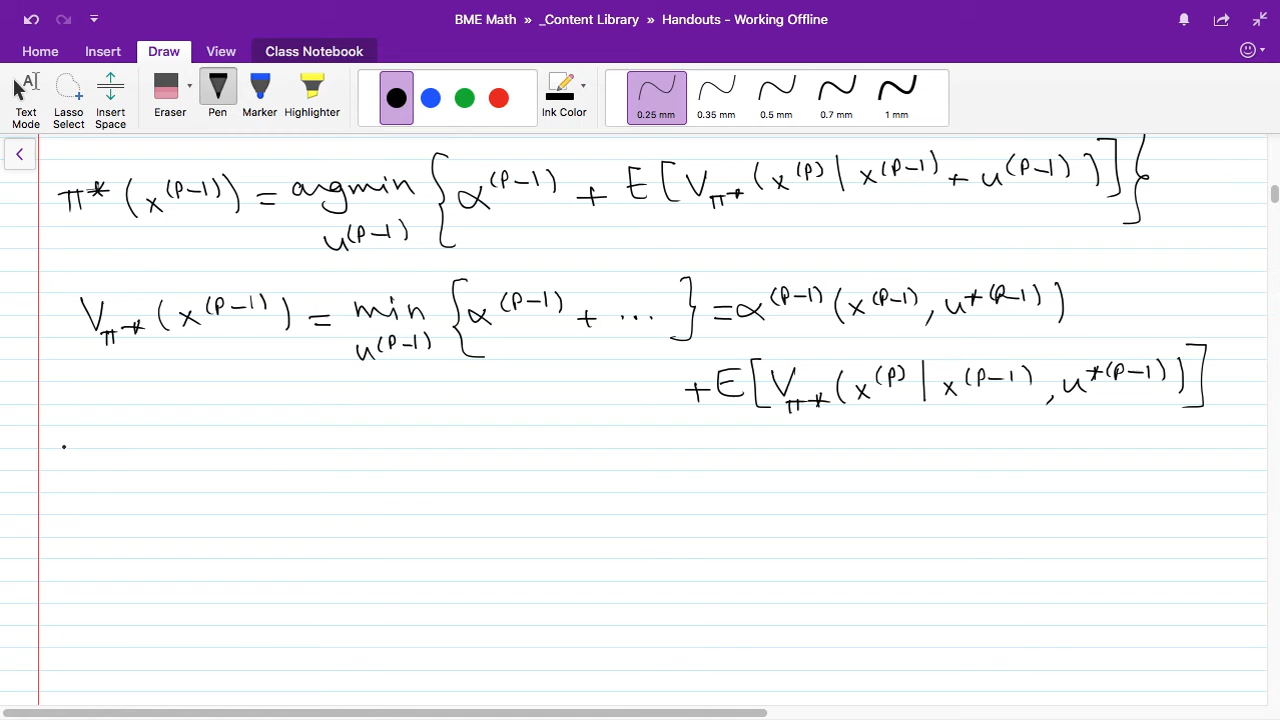 BME Math » _Content Library » Handouts - Working Offline
Home Insert Draw View Class Notebook
Text Mode Lasso Select Insert Space Eraser Pen Marker Highlighter Ink Color 0.25 mm 0.35 mm 0.5 mm 0.7 mm 1 mm
π*(x^(P-1)) = argmin_{u^(P-1)} { α^(P-1) + E[V_π*(x^(P) | x^(P-1) + u^(P-1))] }
V_π*(x^(P-1)) = min_{u^(P-1)} { α^(P-1) + ... } = α^(P-1)(x^(P-1), u*^(P-1))
+ E[V_π*(x^(P) | x^(P-1), u*^(P-1))]